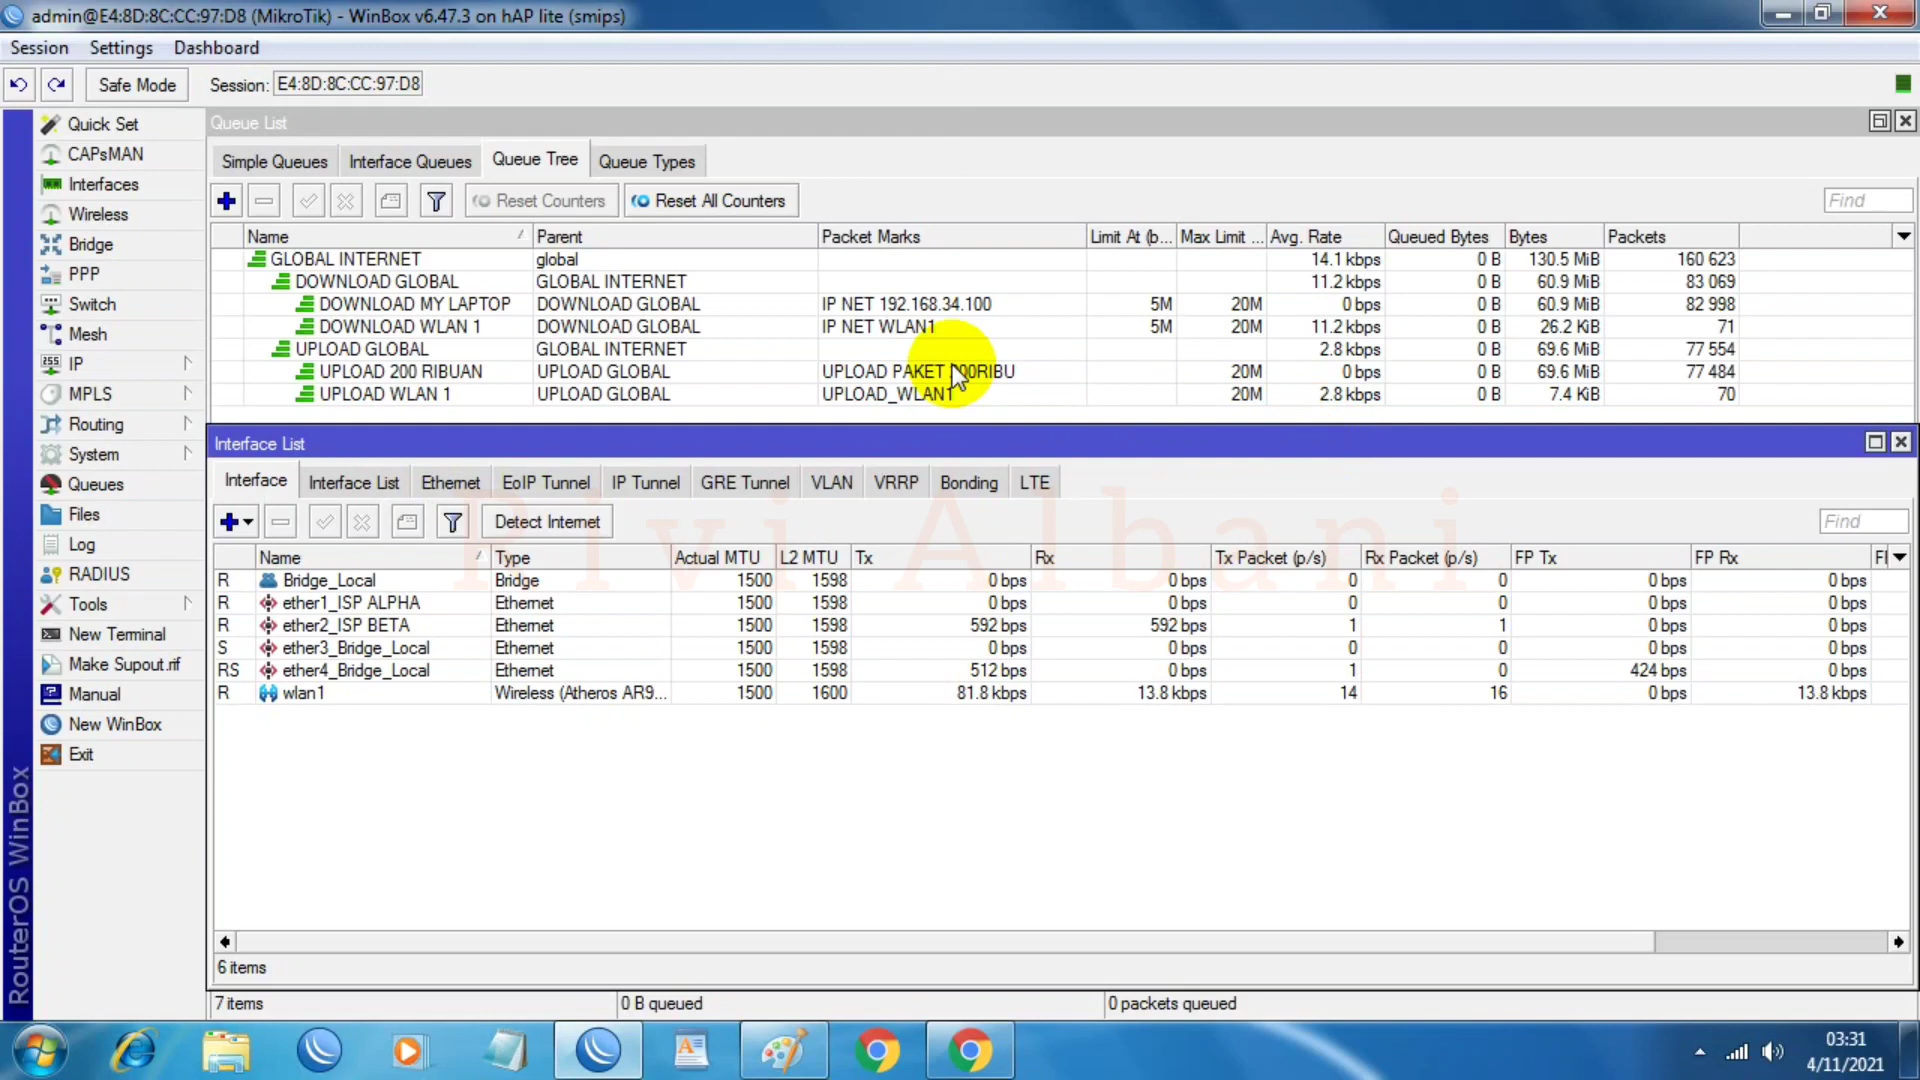 admin@E4:8D:8C:CC:97:D8 (MikroTik) - WinBox v6.47.3 on hAP lite (smips)
Session Settings Dashboard
Safe Mode Session: E4:8D:8C:CC:97:D8
Quick Set
CAPsMAN
Interfaces
Wireless
Bridge
PPP
Switch
Mesh
IP
MPLS
Routing
System
Queues
Files
Log
RADIUS
Tools
New Terminal
Make Supout.rif
Manual
New WinBox
Exit
RouterOS WinBox
Queue List
Simple Queues Interface Queues Queue Tree Queue Types
Reset Counters Reset All Counters Find
Name Parent Packet Marks Limit At (b... Max Limit ... Avg. Rate Queued Bytes Bytes Packets
GLOBAL INTERNET global 14.1 kbps 0 B 130.5 MiB 160 623
DOWNLOAD GLOBAL GLOBAL INTERNET 11.2 kbps 0 B 60.9 MiB 83 069
DOWNLOAD MY LAPTOP DOWNLOAD GLOBAL IP NET 192.168.34.100 5M 20M 0 bps 0 B 60.9 MiB 82 998
DOWNLOAD WLAN 1 DOWNLOAD GLOBAL IP NET WLAN1 5M 20M 11.2 kbps 0 B 26.2 KiB 71
UPLOAD GLOBAL GLOBAL INTERNET 2.8 kbps 0 B 69.6 MiB 77 554
UPLOAD 200 RIBUAN UPLOAD GLOBAL UPLOAD PAKET 200RIBU 20M 0 bps 0 B 69.6 MiB 77 484
UPLOAD WLAN 1 UPLOAD GLOBAL UPLOAD_WLAN1 20M 2.8 kbps 0 B 7.4 KiB 70
Interface List
Interface Interface List Ethernet EoIP Tunnel IP Tunnel GRE Tunnel VLAN VRRP Bonding LTE
Detect Internet Find
Name Type Actual MTU L2 MTU Tx Rx Tx Packet (p/s) Rx Packet (p/s) FP Tx FP Rx
R Bridge_Local Bridge 1500 1598 0 bps 0 bps 0 0 0 bps 0 bps
R ether1_ISP ALPHA Ethernet 1500 1598 0 bps 0 bps 0 0 0 bps 0 bps
R ether2_ISP BETA Ethernet 1500 1598 592 bps 592 bps 1 1 0 bps 0 bps
S ether3_Bridge_Local Ethernet 1500 1598 0 bps 0 bps 0 0 0 bps 0 bps
RS ether4_Bridge_Local Ethernet 1500 1598 512 bps 0 bps 1 0 424 bps 0 bps
R wlan1 Wireless (Atheros AR9... 1500 1600 81.8 kbps 13.8 kbps 14 16 0 bps 13.8 kbps
6 items
7 items 0 B queued 0 packets queued
03:31
4/11/2021